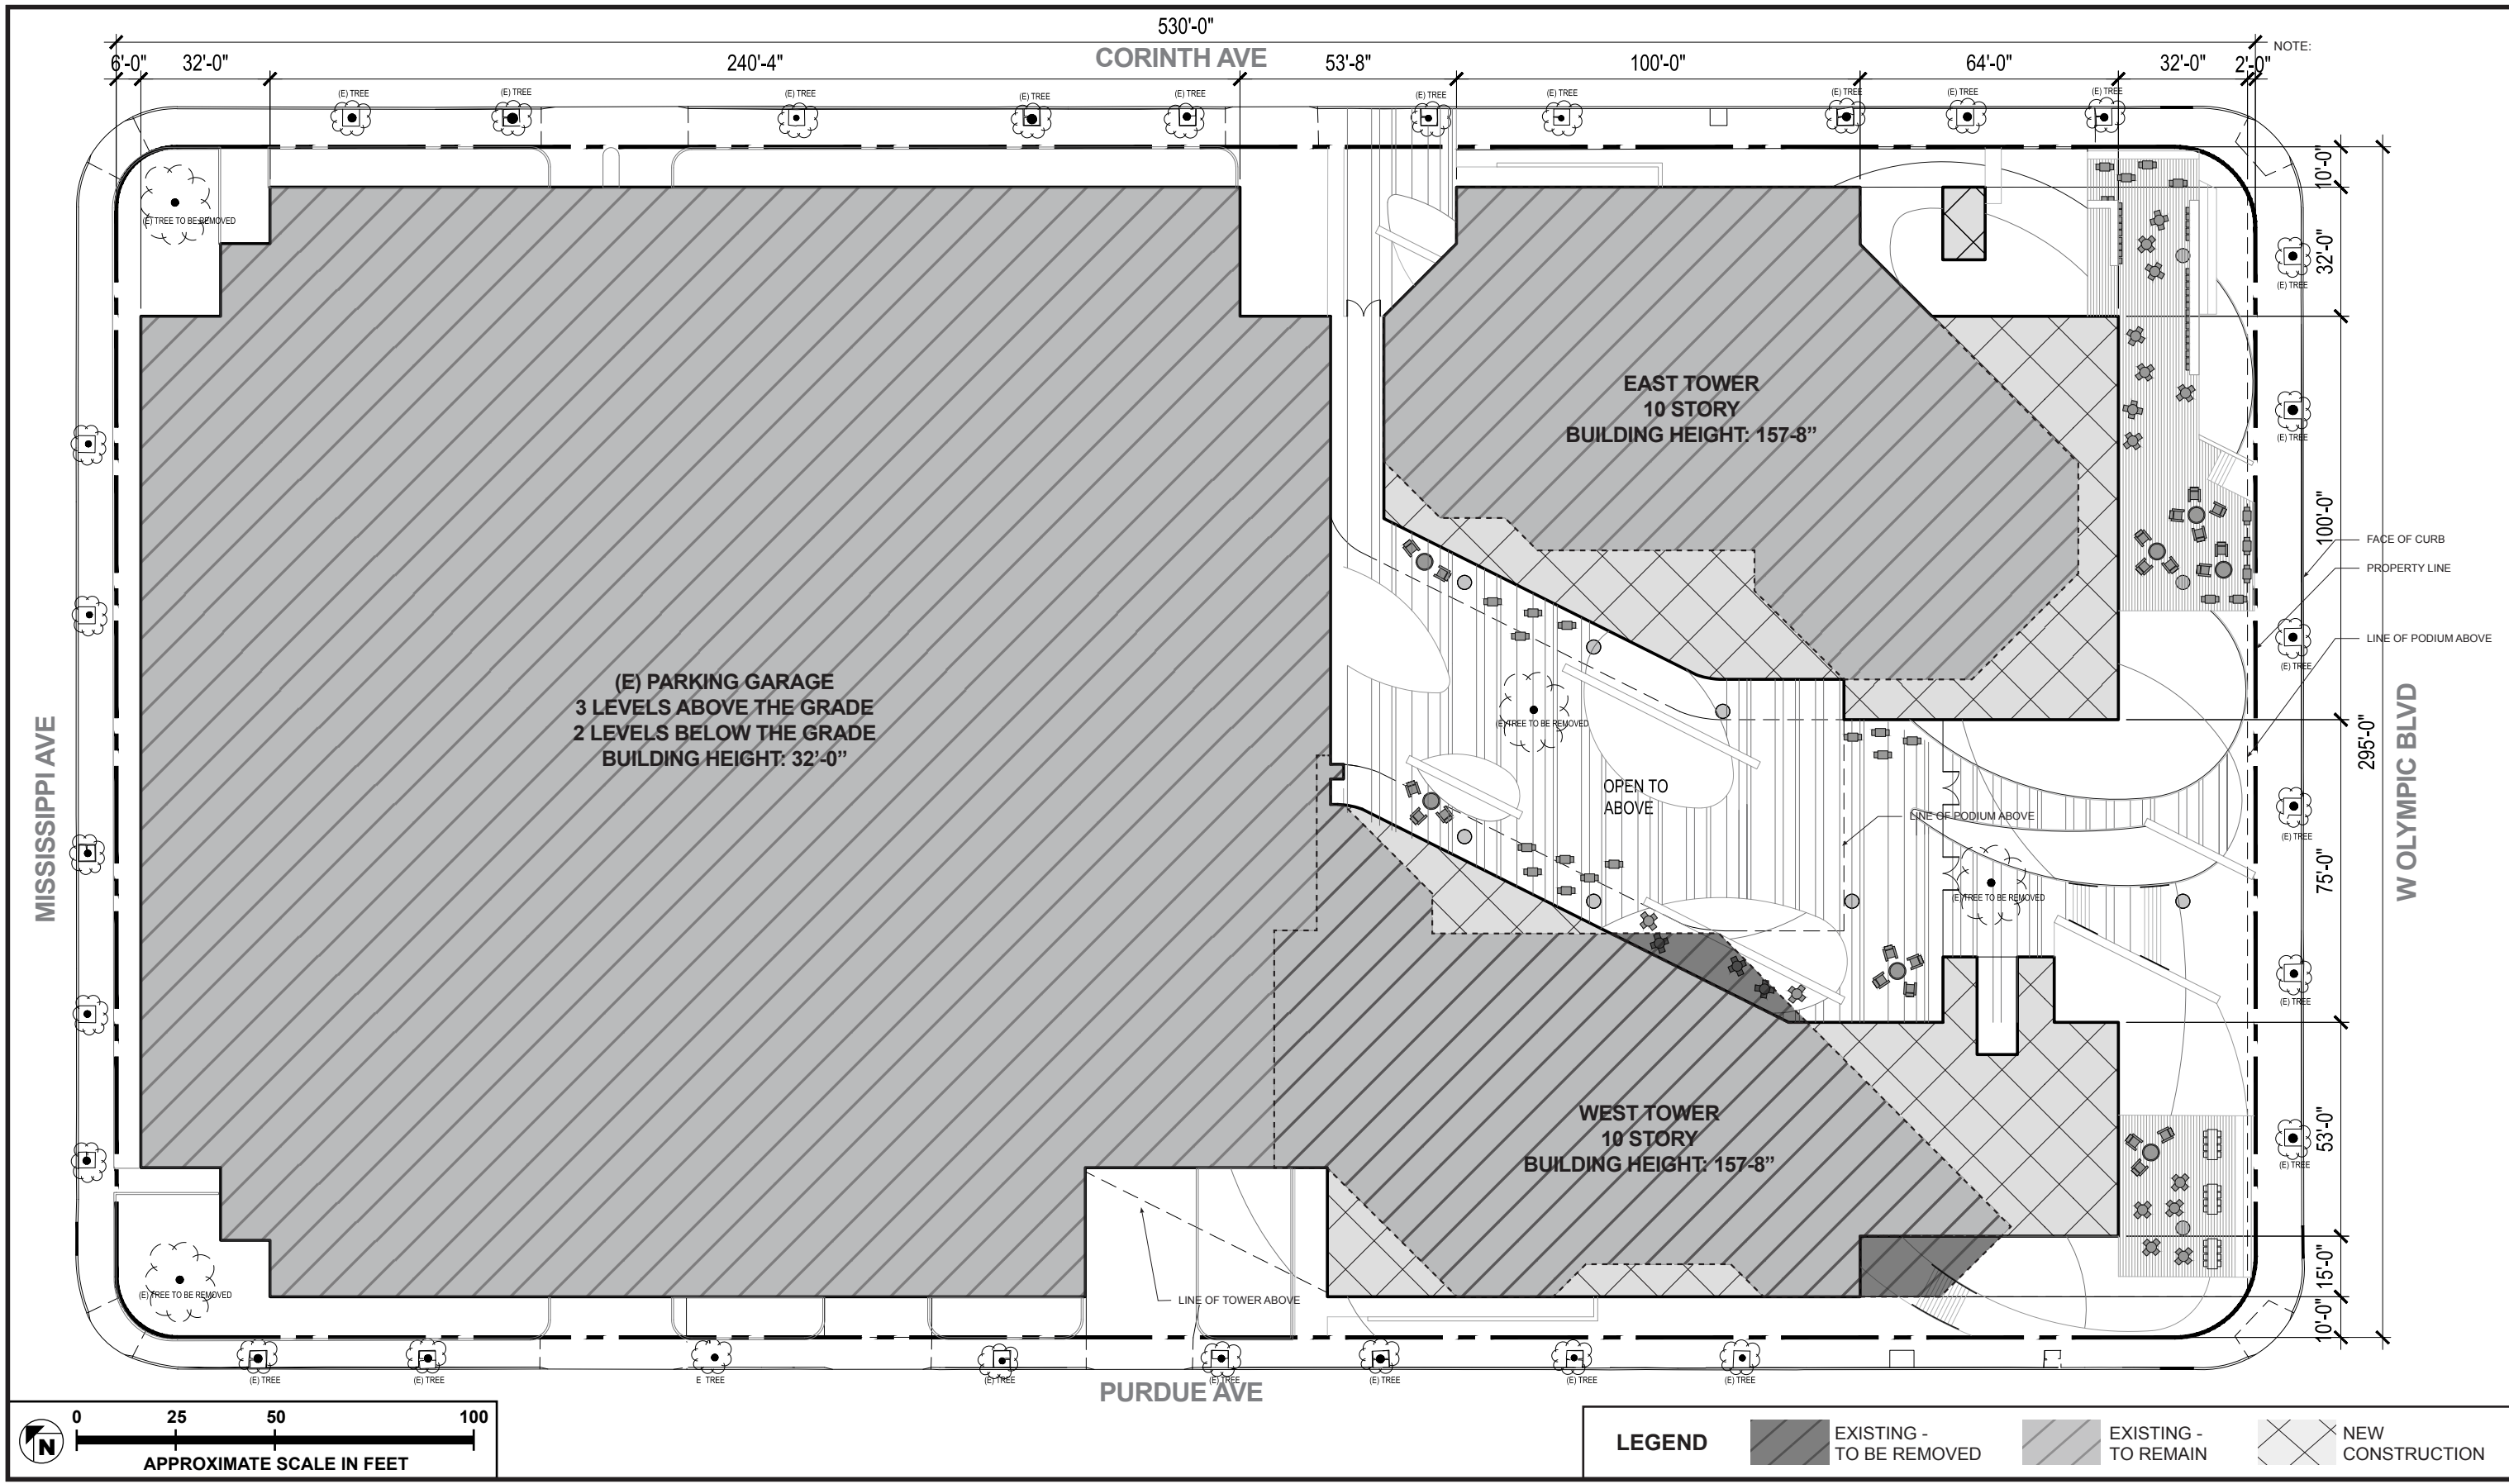 530'-0"
CORINTH AVE
NOTE:
6'-0" 32'-0" 240'-4" 53'-8" 100'-0" 64'-0" 32'-0" 2'-0"
(E) TREE (E) TREE (E) TREE (E) TREE (E) TREE (E) TREE (E) TREE (E) TREE (E) TREE (E) TREE
10'-0"
(E) TREE TO BE REMOVED
32'-0"
(E) TREE
EAST TOWER
10 STORY
BUILDING HEIGHT: 157-8”
(E) TREE
100'-0"
FACE OF CURB
PROPERTY LINE
LINE OF PODIUM ABOVE
(E) TREE
(E) PARKING GARAGE
3 LEVELS ABOVE THE GRADE
2 LEVELS BELOW THE GRADE
BUILDING HEIGHT: 32'-0”
(E) TREE TO BE REMOVED
295'-0"
MISSISSIPPI AVE
W OLYMPIC BLVD
OPEN TO
ABOVE
LINE OF PODIUM ABOVE
(E) TREE
75'-0"
(E) TREE TO BE REMOVED
(E) TREE
WEST TOWER
10 STORY
BUILDING HEIGHT: 157-8”
53'-0"
(E) TREE
15'-0"
(E) TREE TO BE REMOVED
LINE OF TOWER ABOVE
10'-0"
(E) TREE (E) TREE E TREE (E) TREE (E) TREE (E) TREE (E) TREE (E) TREE
PURDUE AVE
N
0 25 50 100
APPROXIMATE SCALE IN FEET
LEGEND
EXISTING -
TO BE REMOVED
EXISTING -
TO REMAIN
NEW
CONSTRUCTION